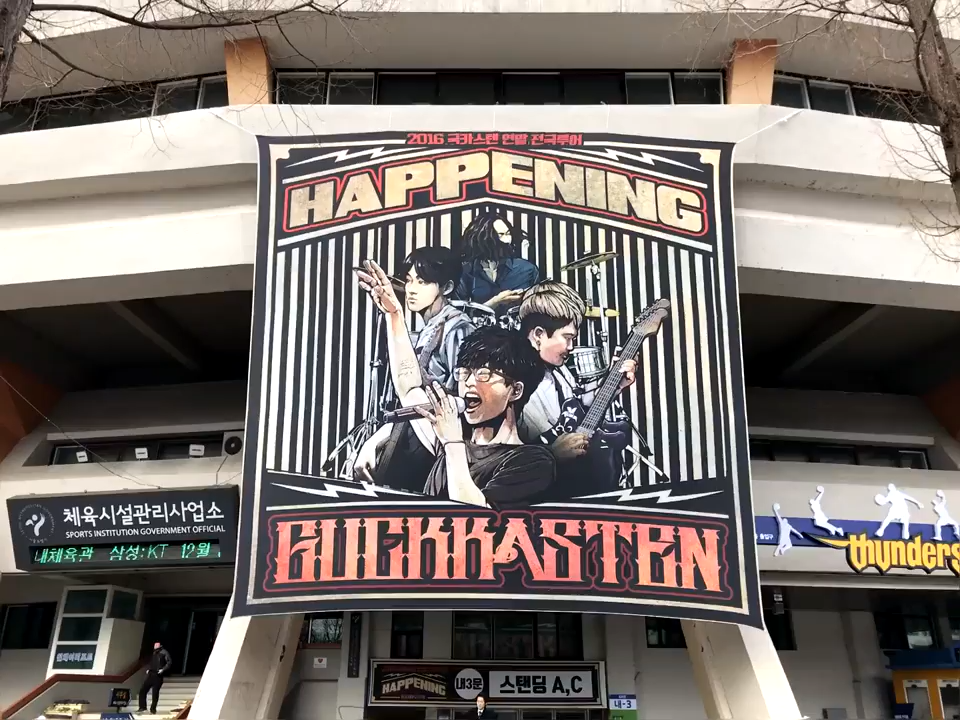 2016 국카스텐 연말 전국투어
HAPPENING
GUCKKASTEN
체육시설관리사업소
SPORTS INSTITUTION GOVERNMENT OFFICIAL
내체육관 삼성:KT 12월
thunders
HAPPENING
내3문
스탠딩 A,C
내-3